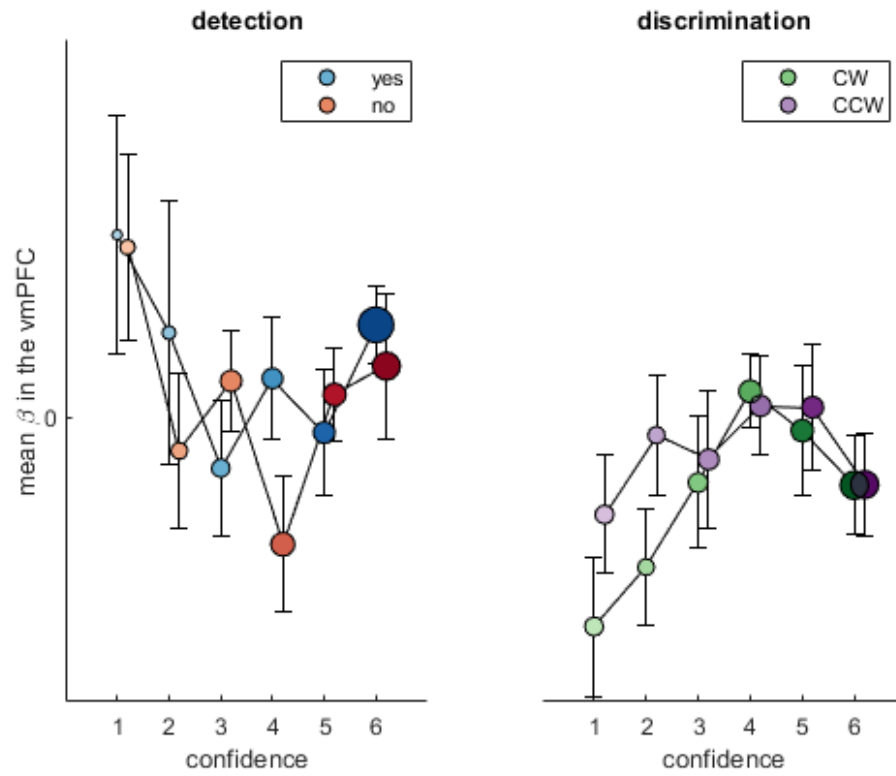 detection
yes
no
mean β in the vmPFC
0
1 2 3 4 5 6
confidence
discrimination
CW
CCW
1 2 3 4 5 6
confidence